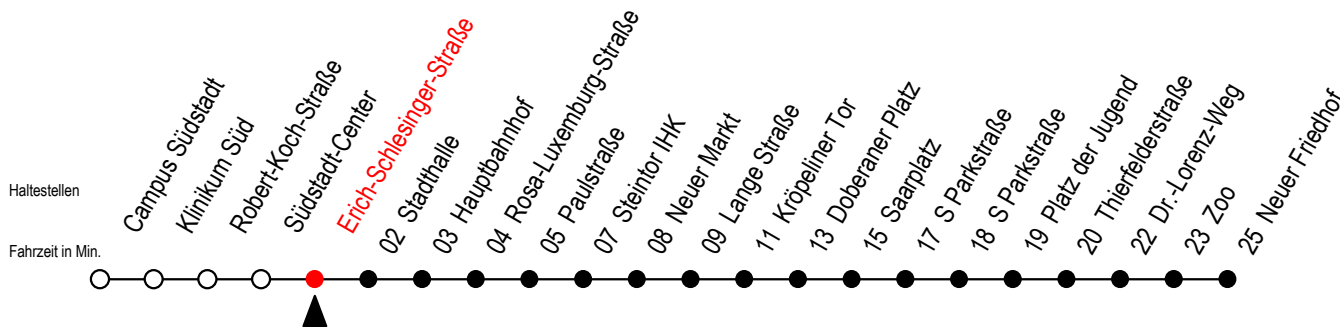 Haltestellen
Fahrzeit in Min.
Campus Südstadt
Klinikum Süd
Robert-Koch-Straße
Südstadt-Center
Erich-Schlesinger-Straße
02 Stadthalle
03 Hauptbahnhof
04 Rosa-Luxemburg-Straße
05 Paulstraße
07 Steintor IHK
08 Neuer Markt
09 Lange Straße
11 Kröpeliner Tor
13 Doberaner Platz
15 Saarplatz
17 S Parkstraße
18 S Parkstraße
19 Platz der Jugend
20 Thierfelderstraße
22 Dr.-Lorenz-Weg
23 Zoo
25 Neuer Friedhof